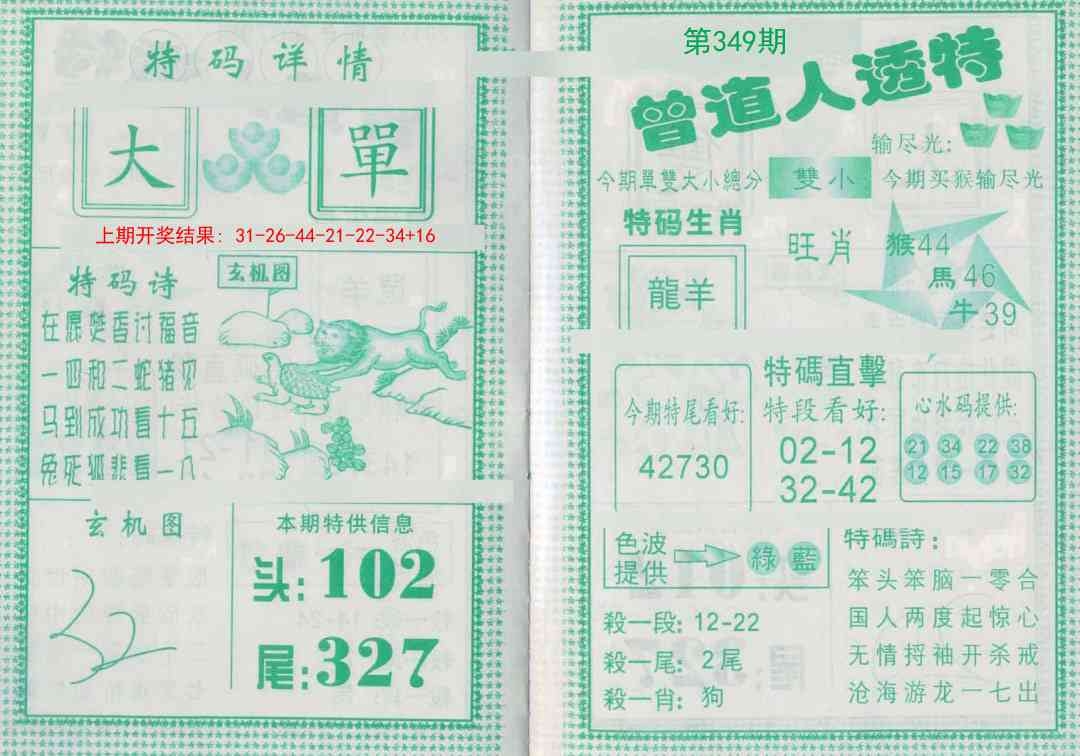 特码详情
大
單
上期开奖结果: 31-26-44-21-22-34+16
特码诗
玄机图
在愿焚香讨福音
一四和二蛇猪见
马到成功看十五
兔死狐悲看一八
玄机图
本期特供信息
头:102
尾:327
第349期
曾道人透特
输尽光:
今期單雙大小總分 雙小 今期买猴输尽光
特码生肖
龍羊
旺肖
猴44
馬46
牛39
今期特尾看好:
42730
特碼直擊
特段看好:
02-12
32-42
心水码提供:
21 34 22 38
12 15 17 32
色波
提供
綠 藍
殺一段: 12-22
殺一尾: 2尾
殺一肖: 狗
特碼詩:
笨头笨脑一零合
国人两度起惊心
无情捋袖开杀戒
沧海游龙一七出